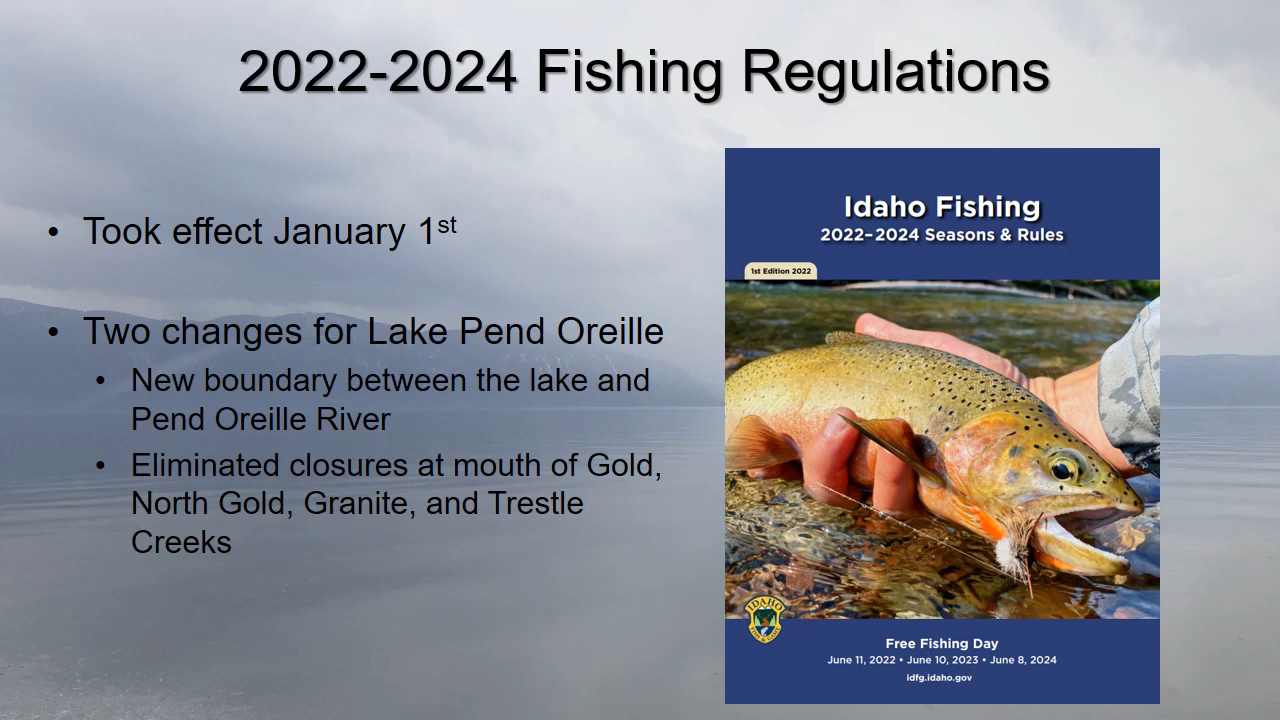 2022-2024 Fishing Regulations
• Took effect January 1st
• Two changes for Lake Pend Oreille
• New boundary between the lake and
Pend Oreille River
• Eliminated closures at mouth of Gold,
North Gold, Granite, and Trestle
Creeks
Idaho Fishing
2022–2024 Seasons & Rules
1st Edition 2022
IDAHO
FISH & GAME
Free Fishing Day
June 11, 2022 • June 10, 2023 • June 8, 2024
idfg.idaho.gov